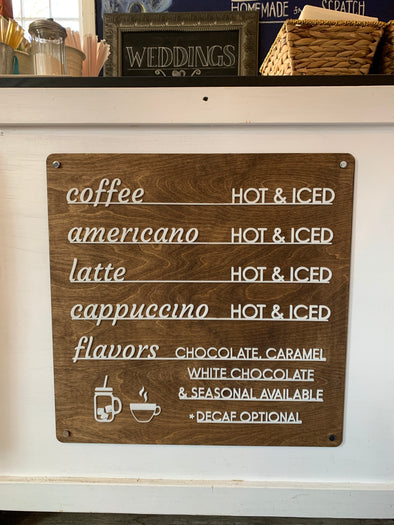 HOMEMADE from SCRATCH
WEDDINGS
coffee HOT & ICED
americano HOT & ICED
latte HOT & ICED
cappuccino HOT & ICED
flavors CHOCOLATE, CARAMEL
WHITE CHOCOLATE
& SEASONAL AVAILABLE
*DECAF OPTIONAL